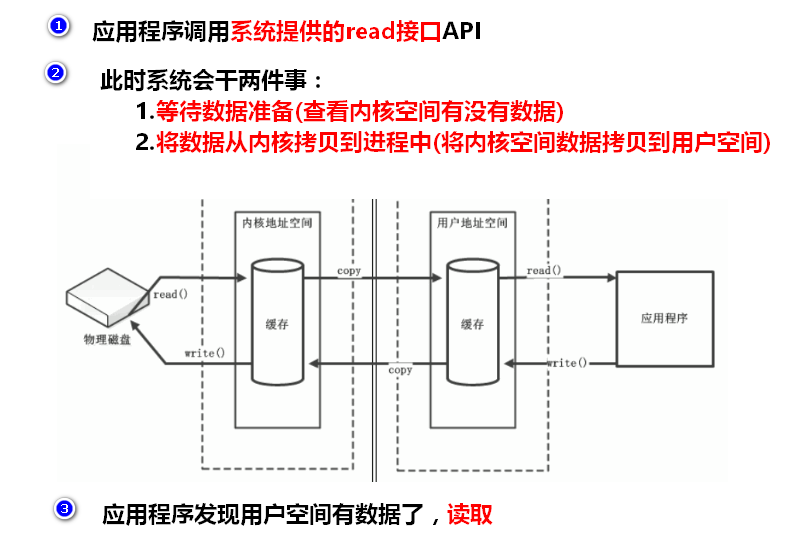 1 应用程序调用系统提供的read接口API
2 此时系统会干两件事：
1.等待数据准备(查看内核空间有没有数据)
2.将数据从内核拷贝到进程中(将内核空间数据拷贝到用户空间)
内核地址空间
用户地址空间
copy
read()
read()
缓存
缓存
应用程序
物理磁盘
write()
copy
write()
3 应用程序发现用户空间有数据了，读取